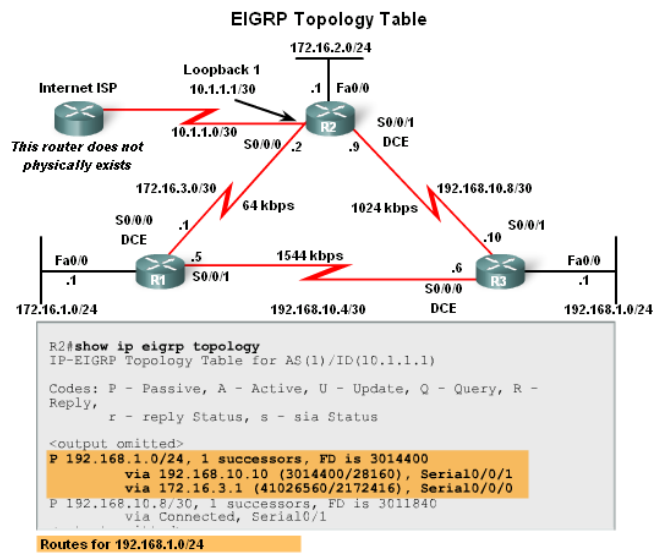 EIGRP Topology Table
172.16.2.0/24
Loopback 1
10.1.1.1/30
.1 Fa0/0
Internet ISP
R2
S0/0/1
DCE
10.1.1.0/30
This router does not
physically exists
S0/0/0 .2
.9
172.16.3.0/30
192.168.10.8/30
64 kbps
1024 kbps
S0/0/0
DCE
.1
S0/0/1
.10
Fa0/0
.1
R1
.5
S0/0/1
1544 kbps
.6
S0/0/0
DCE
R3
Fa0/0
.1
172.16.1.0/24
192.168.10.4/30
192.168.1.0/24
R2#show ip eigrp topology
IP-EIGRP Topology Table for AS(1)/ID(10.1.1.1)
Codes: P - Passive, A - Active, U - Update, Q - Query, R -
Reply,
r - reply Status, s - sia Status
<output omitted>
P 192.168.1.0/24, 1 successors, FD is 3014400
via 192.168.10.10 (3014400/28160), Serial0/0/1
via 172.16.3.1 (41026560/2172416), Serial0/0/0
P 192.168.10.8/30, 1 successors, FD is 3011840
via Connected, Serial0/1
Routes for 192.168.1.0/24